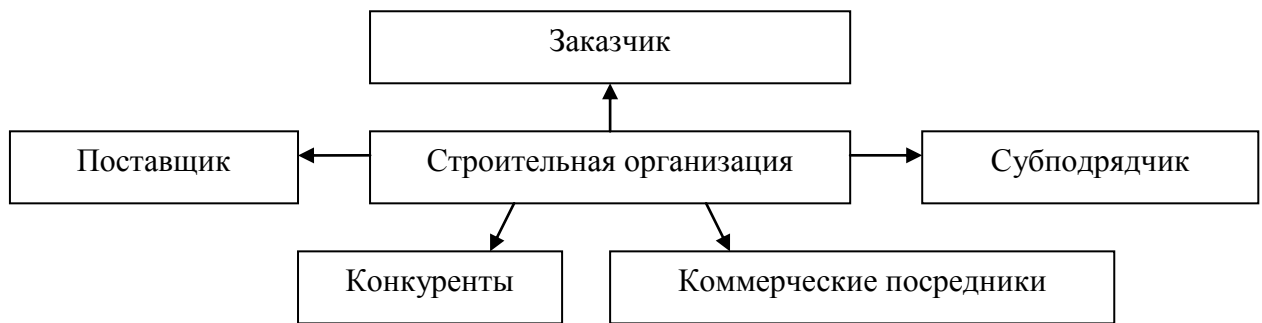 Заказчик
Поставщик
Строительная организация
Субподрядчик
Конкуренты
Коммерческие посредники